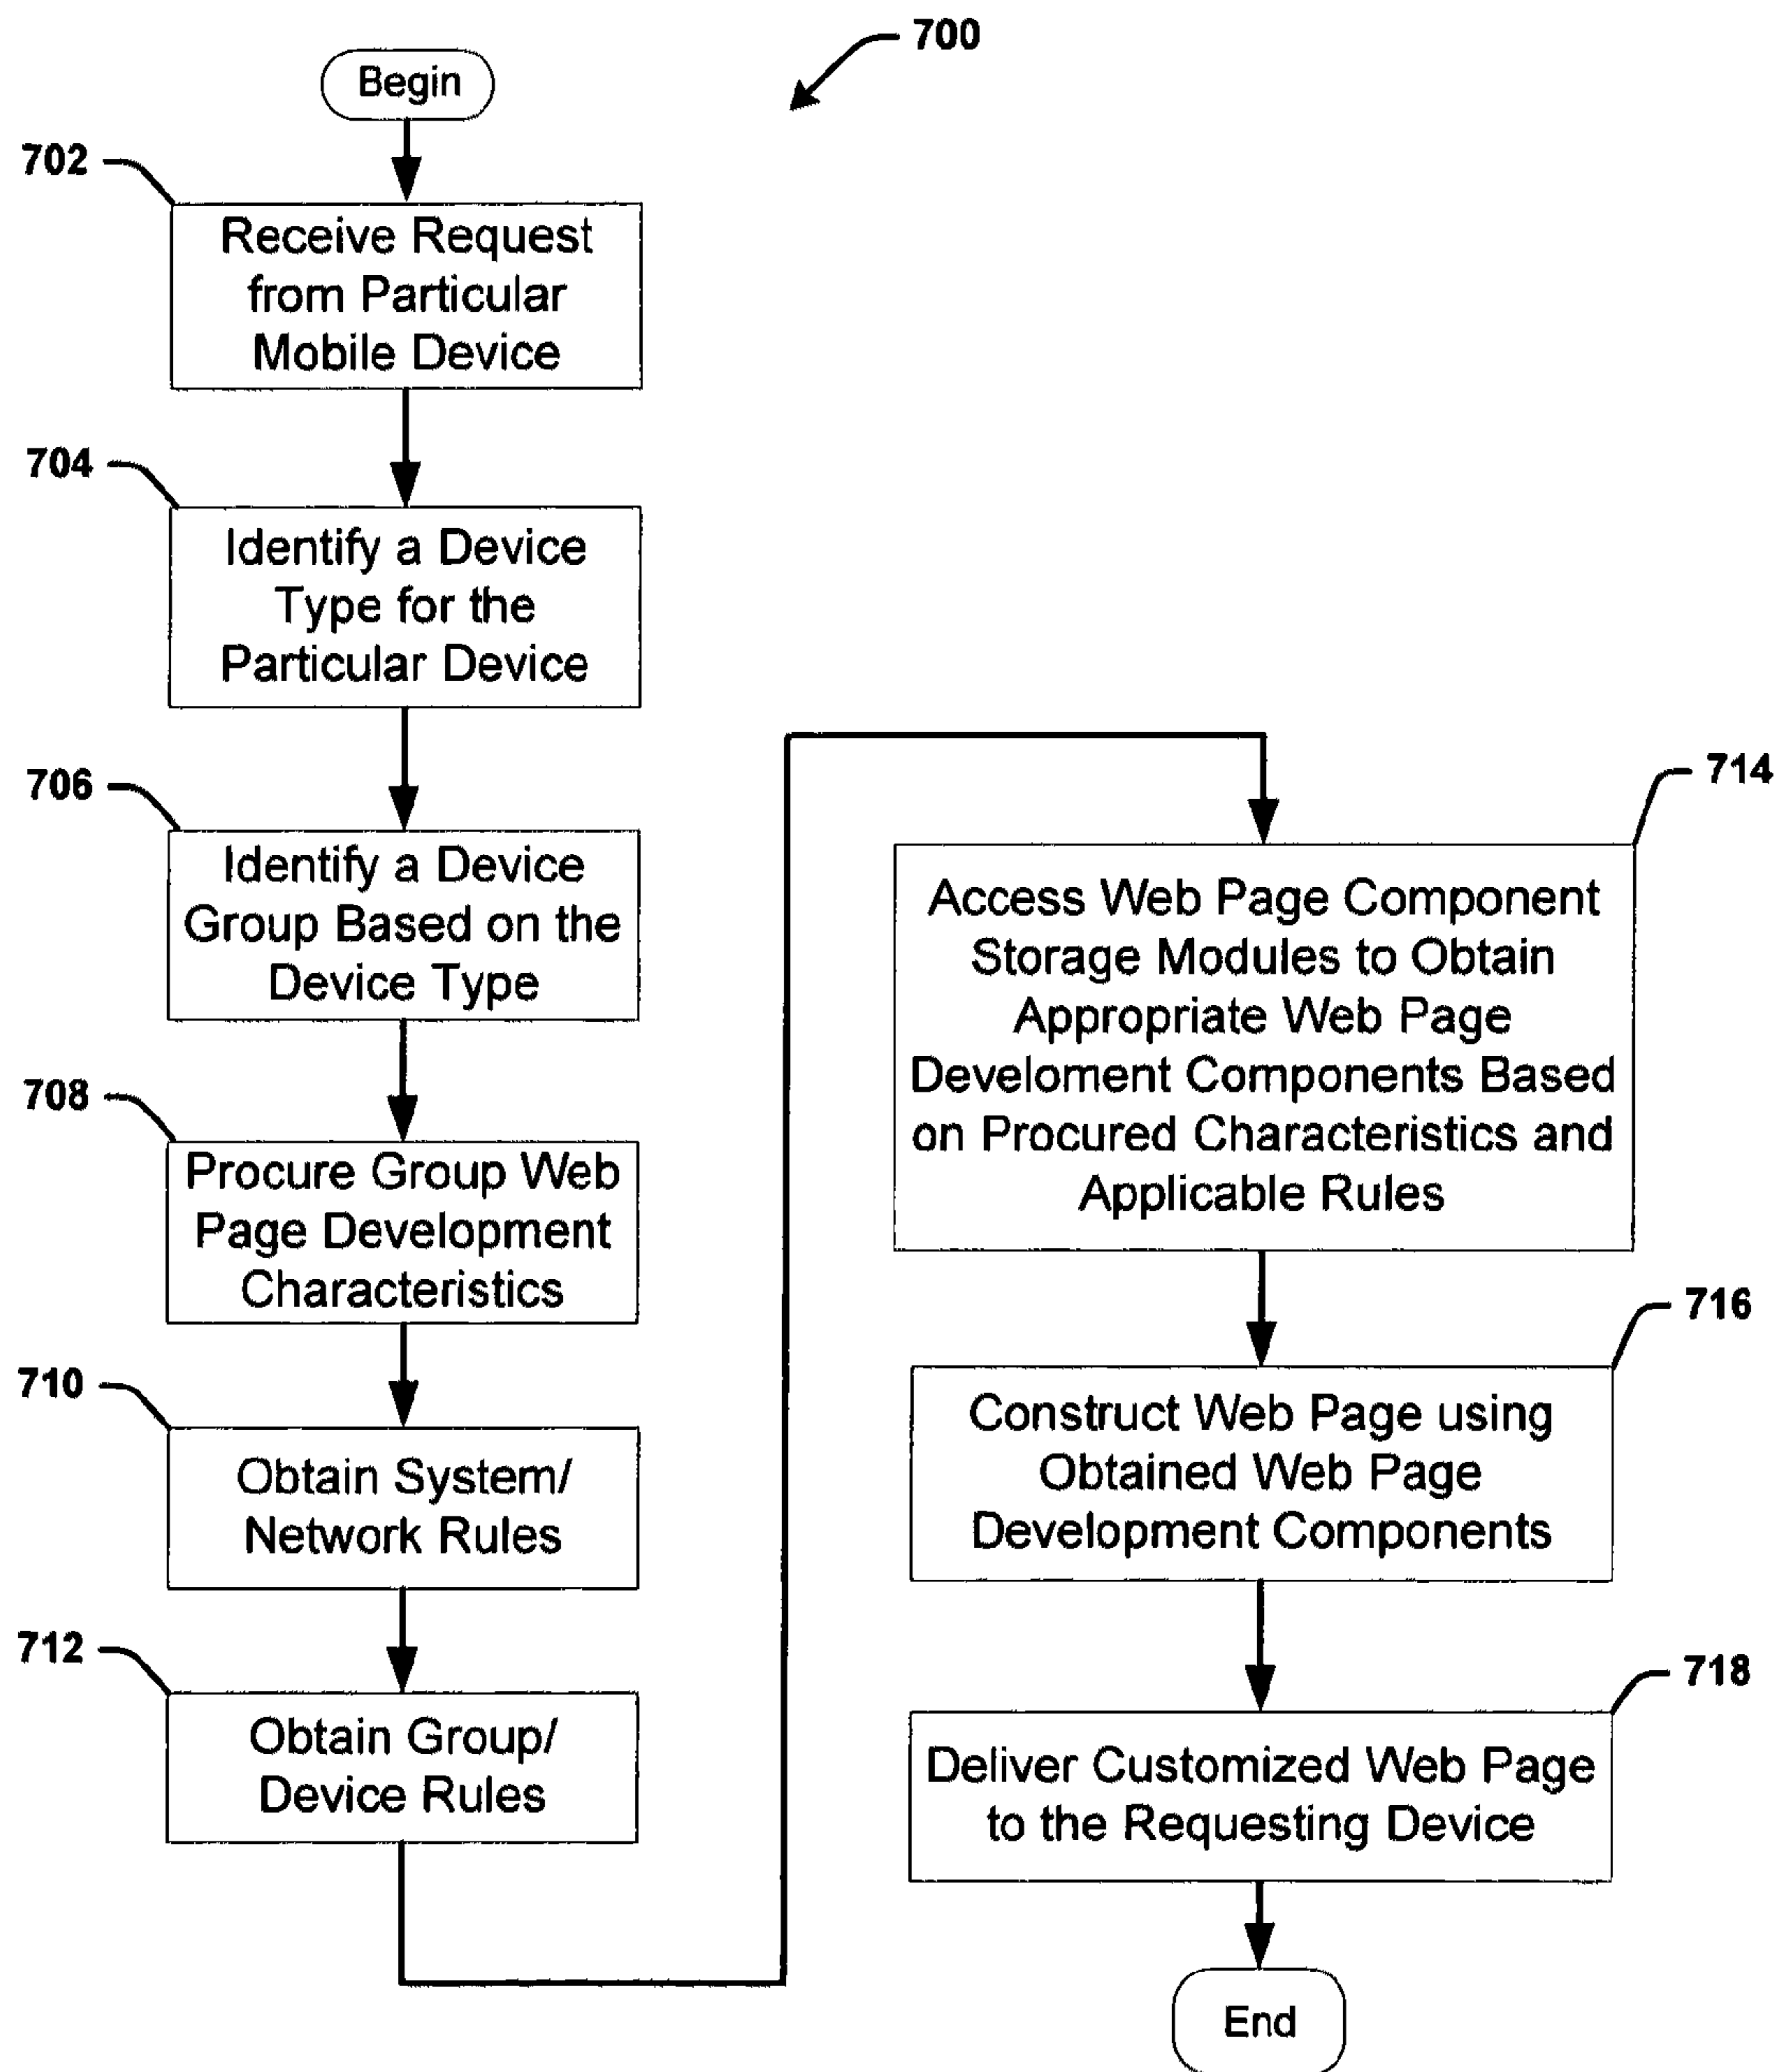 700
Begin
702
Receive Request
from Particular
Mobile Device
704
Identify a Device
Type for the
Particular Device
706
Identify a Device
Group Based on the
Device Type
708
Procure Group Web
Page Development
Characteristics
710
Obtain System/
Network Rules
712
Obtain Group/
Device Rules
714
Access Web Page Component
Storage Modules to Obtain
Appropriate Web Page
Develoment Components Based
on Procured Characteristics and
Applicable Rules
716
Construct Web Page using
Obtained Web Page
Development Components
718
Deliver Customized Web Page
to the Requesting Device
End